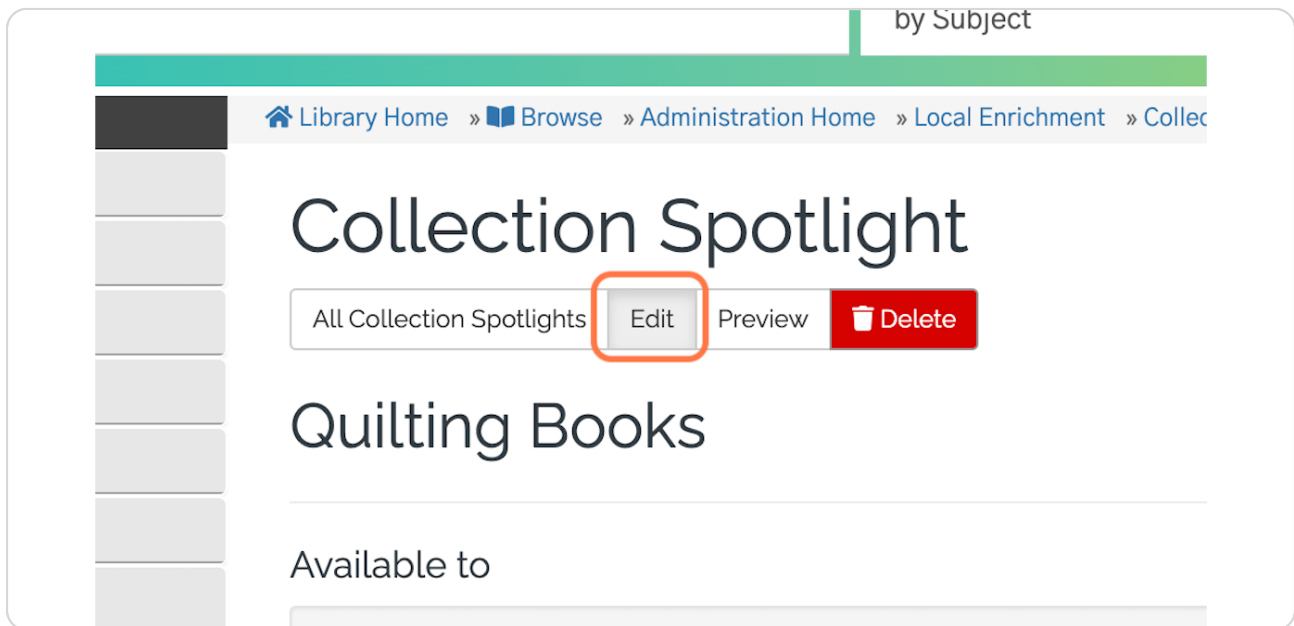 by Subject
Library Home » Browse » Administration Home » Local Enrichment » Collec
Collection Spotlight
All Collection Spotlights Edit Preview Delete
Quilting Books
Available to